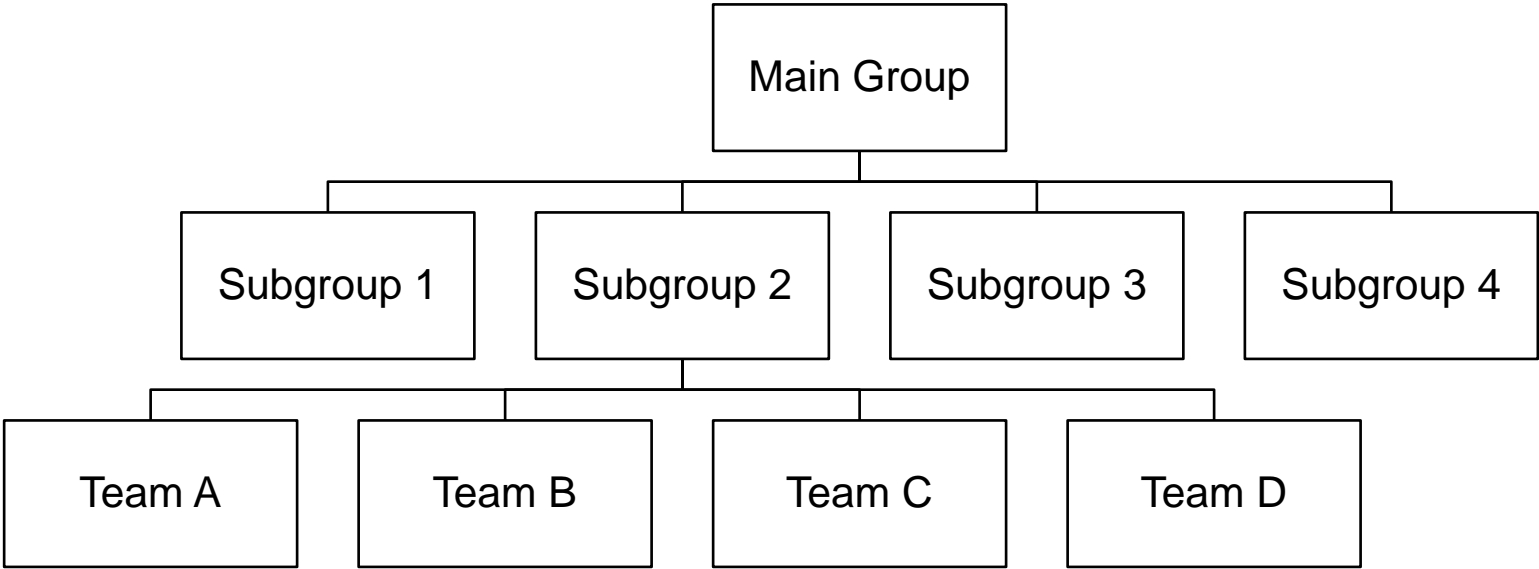 Main Group
Subgroup 1
Subgroup 2
Subgroup 3
Subgroup 4
Team A
Team B
Team C
Team D